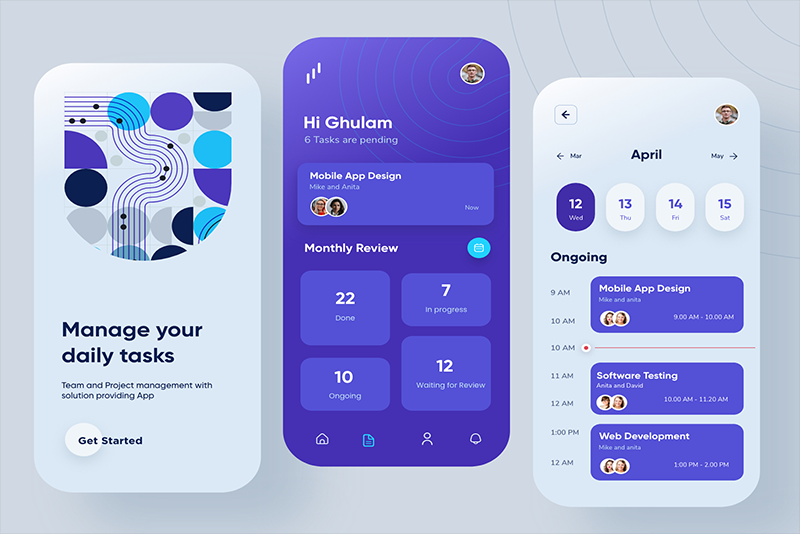 Manage your
daily tasks
Team and Project management with
solution providing App
Get Started
Hi Ghulam
6 Tasks are pending
Mobile App Design
Mike and Anita
Now
Monthly Review
22
Done
7
In progress
10
Ongoing
12
Waiting for Review
Mar
April
May
12
Wed
13
Thu
14
Fri
15
Sat
Ongoing
9 AM
Mobile App Design
Mike and anita
9.00 AM - 10.00 AM
10 AM
10 AM
11 AM
Software Testing
Anita and David
10.00 AM - 11.20 AM
12 AM
1:00 PM
Web Development
Mike and anita
1:00 PM - 2.00 PM
12 AM